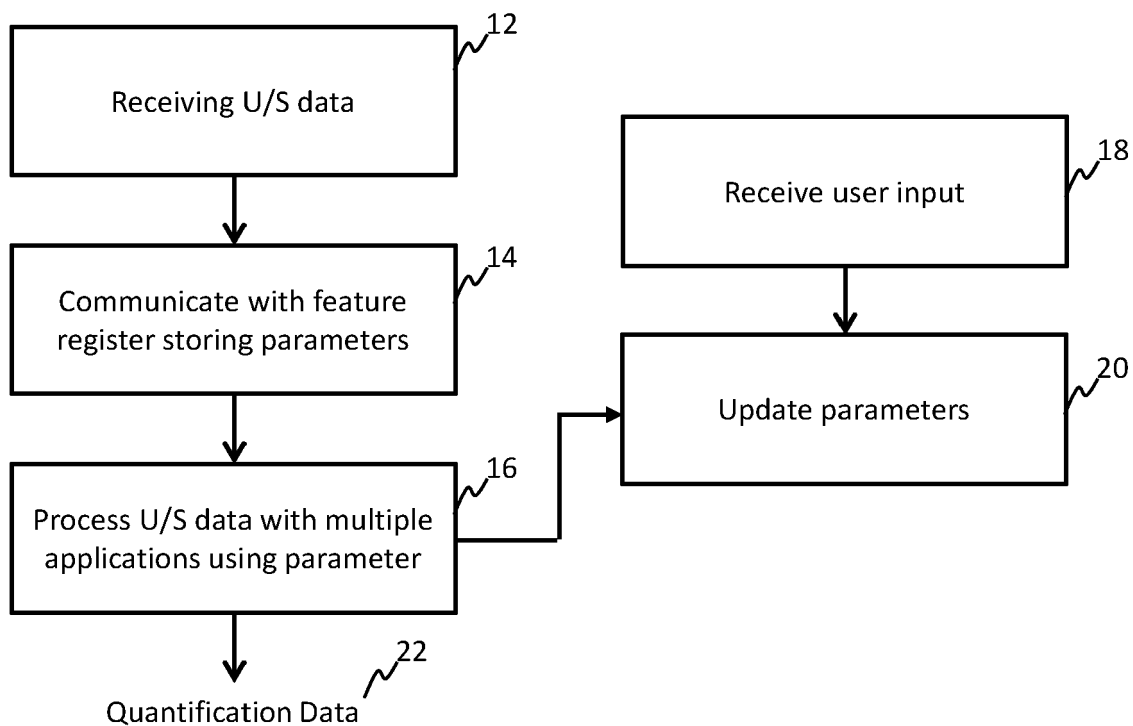 12
Receiving U/S data
14
Communicate with feature
register storing parameters
16
Process U/S data with multiple
applications using parameter
22
Quantification Data
18
Receive user input
20
Update parameters